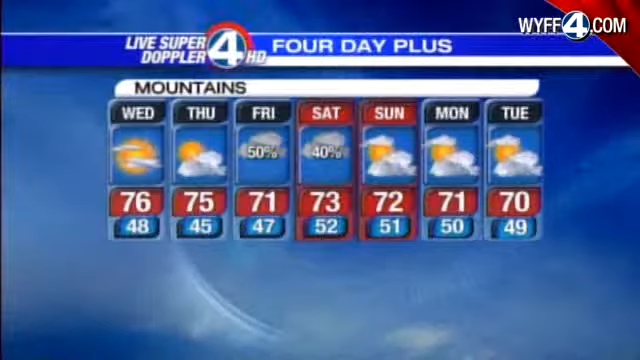 WYFF4.COM
LIVE SUPER DOPPLER 4 HD
FOUR DAY PLUS
MOUNTAINS
WED THU FRI SAT SUN MON TUE
50% 40%
76 75 71 73 72 71 70
48 45 47 52 51 50 49